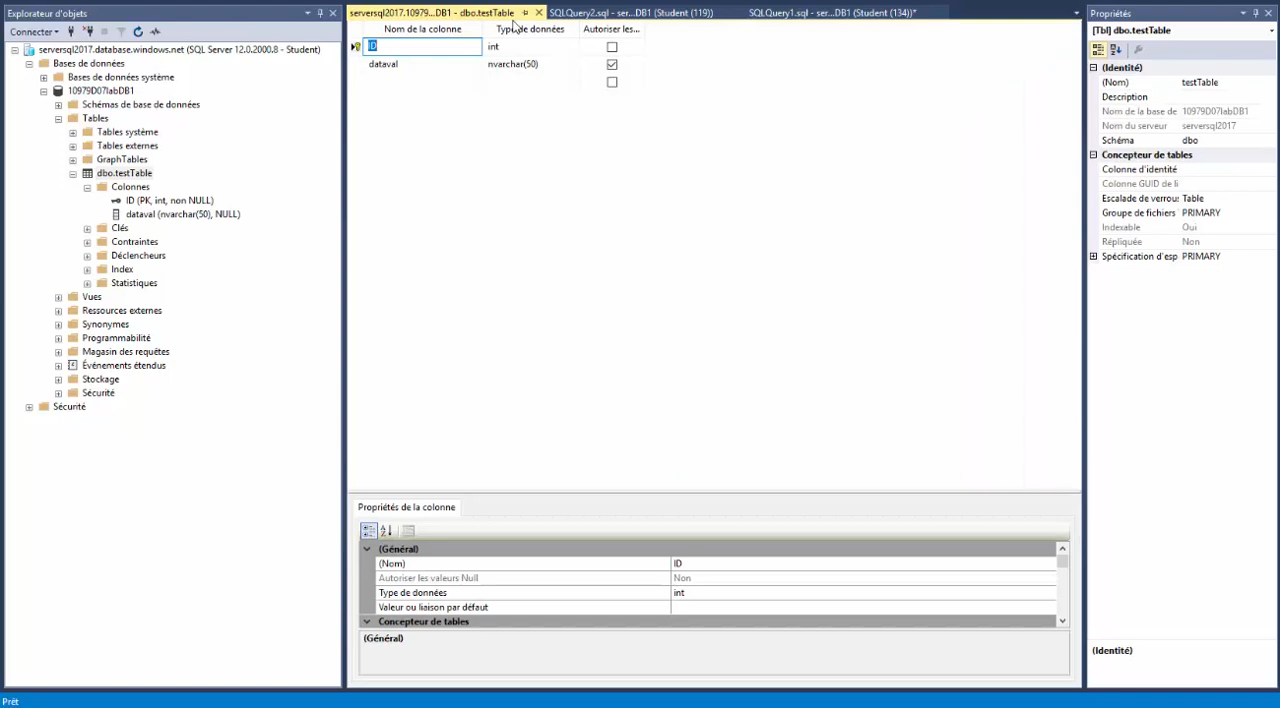 Explorateur d'objets
Connecter
serversql2017.database.windows.net (SQL Server 12.0.2000.8 - Student)
Bases de données
Bases de données système
10979D07labDB1
Schémas de base de données
Tables
Tables système
Tables externes
GraphTables
dbo.testTable
Colonnes
ID (PK, int, non NULL)
dataval (nvarchar(50), NULL)
Clés
Contraintes
Déclencheurs
Index
Statistiques
Vues
Ressources externes
Synonymes
Programmabilité
Magasin des requêtes
Événements étendus
Stockage
Sécurité
Sécurité
serversql2017.10979...DB1 - dbo.testTable
SQLQuery2.sql - ser...DB1 (Student (119))
SQLQuery1.sql - ser...DB1 (Student (134))*
Nom de la colonne Type de données Autoriser les...
ID int
dataval nvarchar(50)
Propriétés de la colonne
(Général)
(Nom) ID
Autoriser les valeurs Null Non
Type de données int
Valeur ou liaison par défaut
Concepteur de tables
(Général)
Propriétés
[Tbl] dbo.testTable
(Identité)
(Nom) testTable
Description
Nom de la base de 10979D07labDB1
Nom du serveur serversql2017
Schéma dbo
Concepteur de tables
Colonne d'identité
Colonne GUID de li
Escalade de verrou Table
Groupe de fichiers PRIMARY
Indexable Oui
Répliquée Non
Spécification d'esp PRIMARY
(Identité)
Prêt